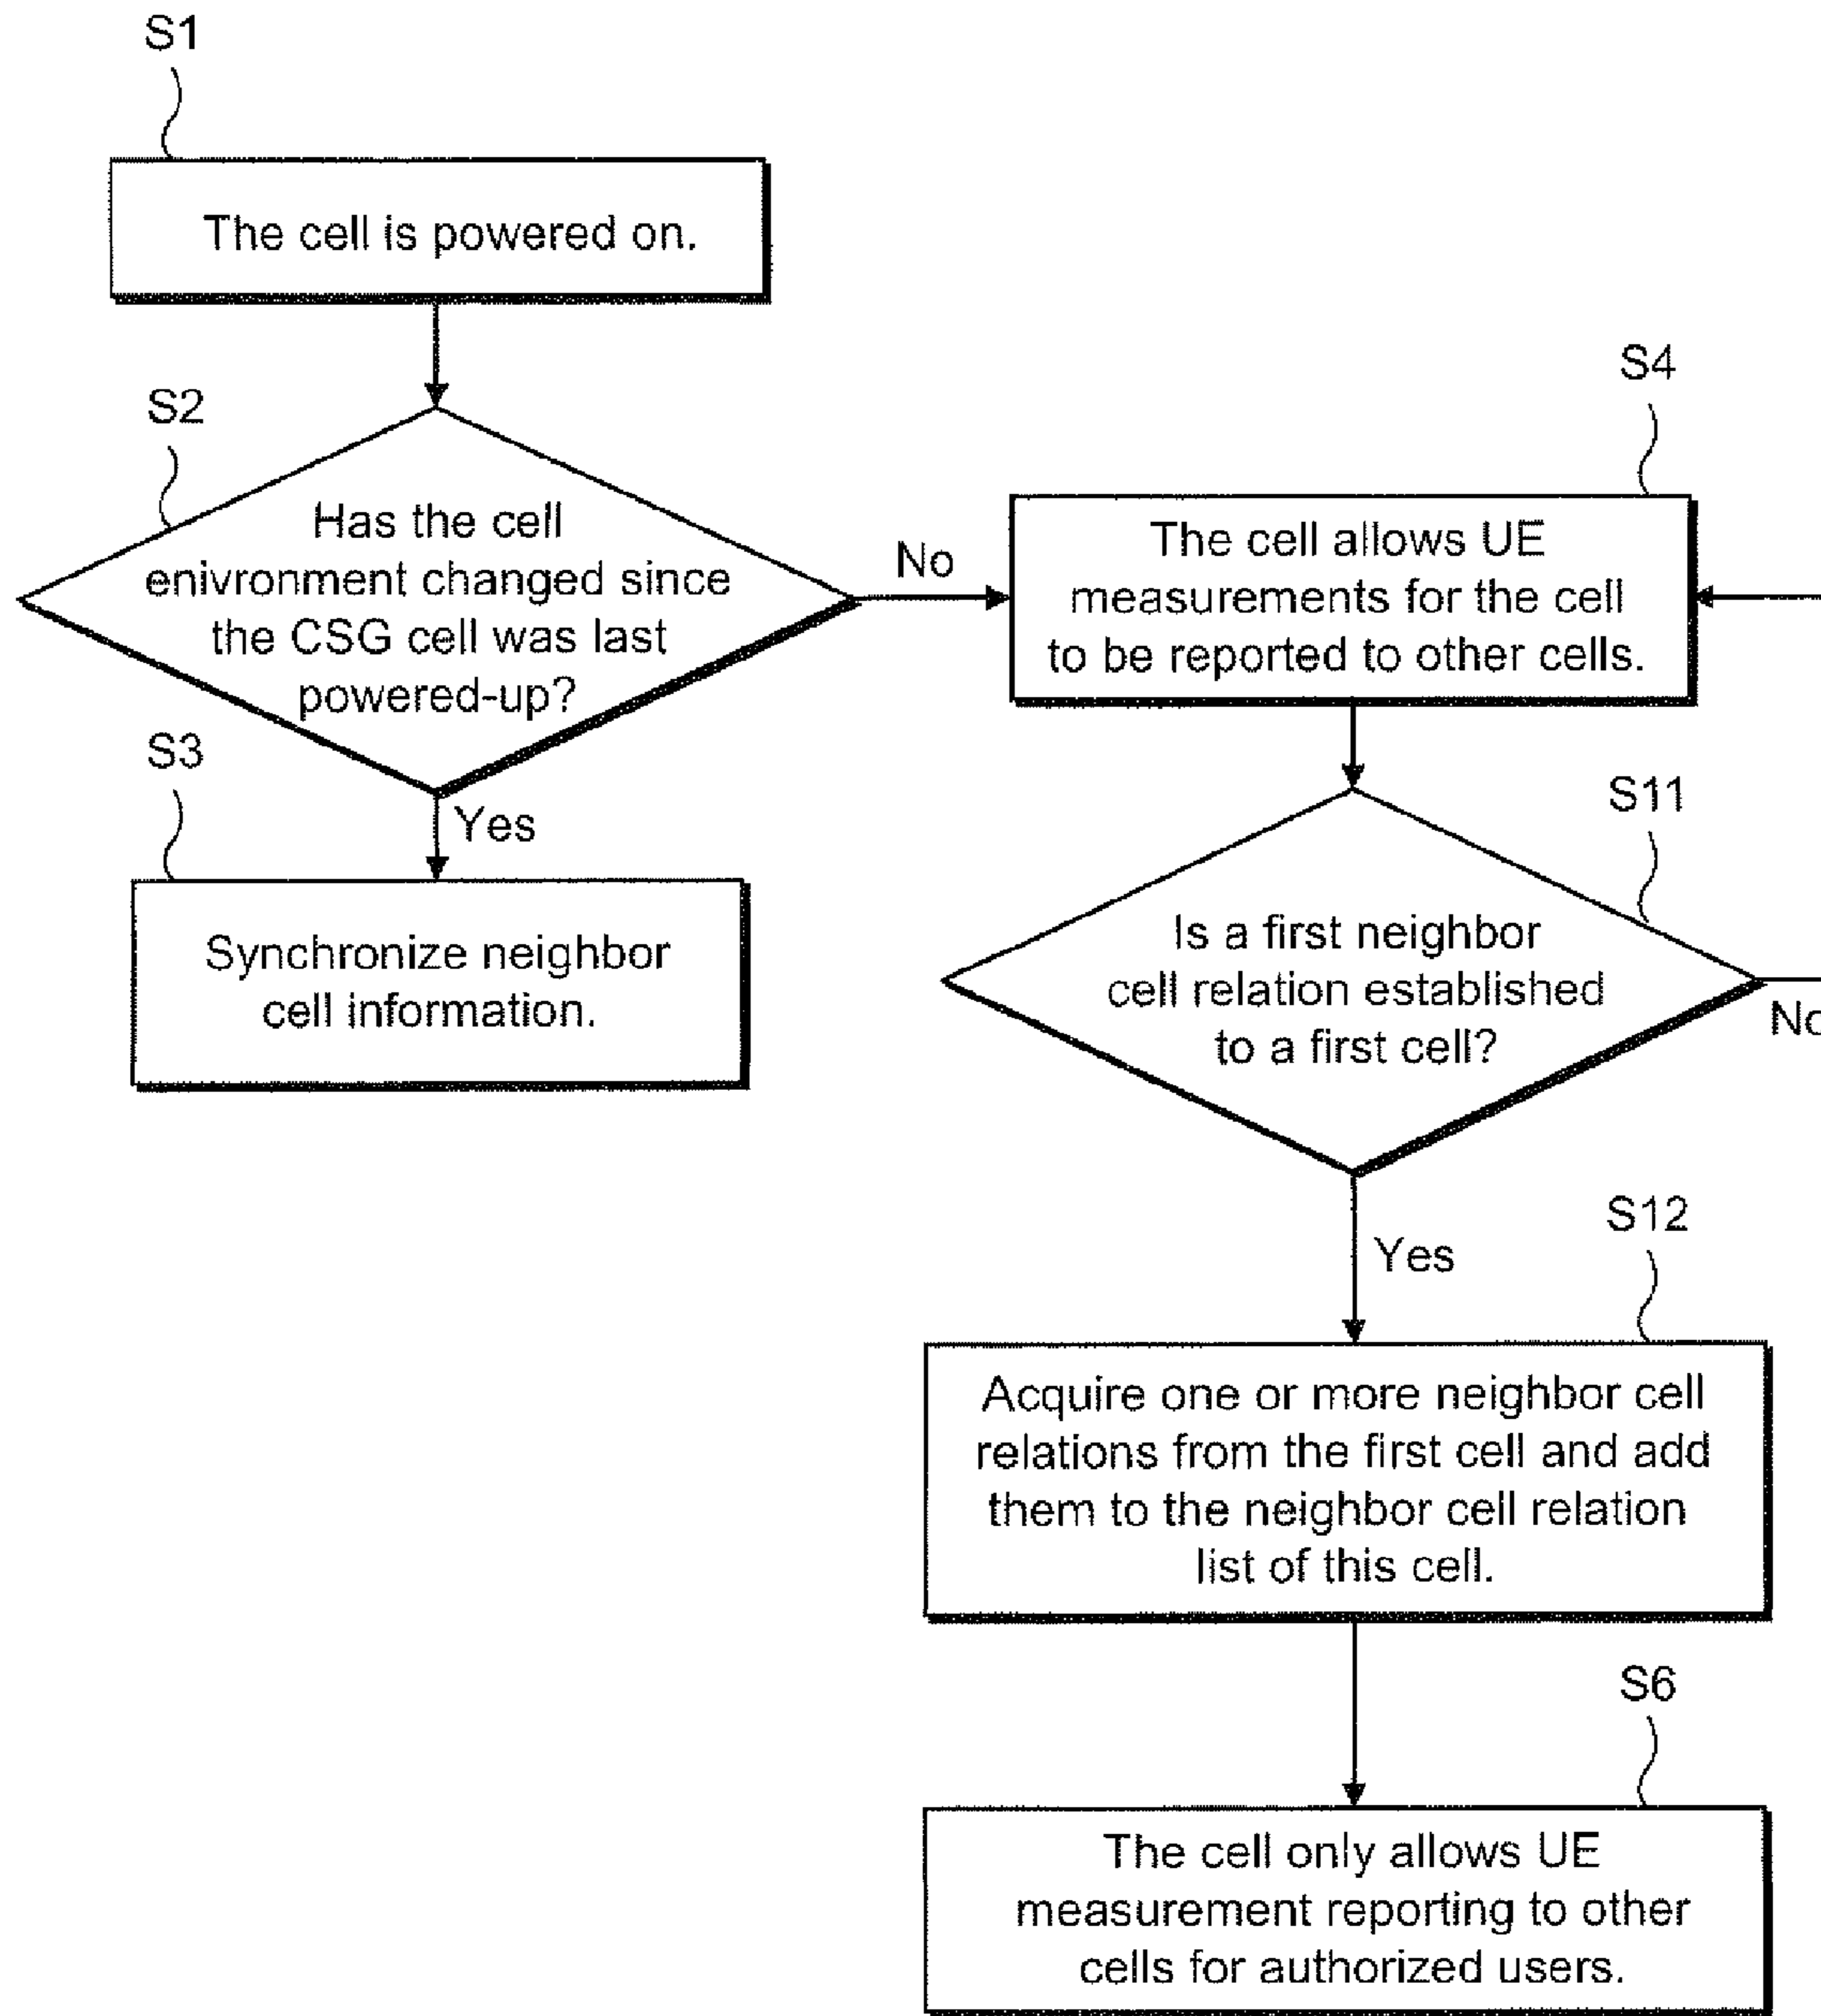 S1
The cell is powered on.
S2
Has the cell
enivronment changed since
the CSG cell was last
powered-up?
No
Yes
S3
Synchronize neighbor
cell information.
S4
The cell allows UE
measurements for the cell
to be reported to other cells.
S11
Is a first neighbor
cell relation established
to a first cell?
No
Yes
S12
Acquire one or more neighbor cell
relations from the first cell and add
them to the neighbor cell relation
list of this cell.
S6
The cell only allows UE
measurement reporting to other
cells for authorized users.